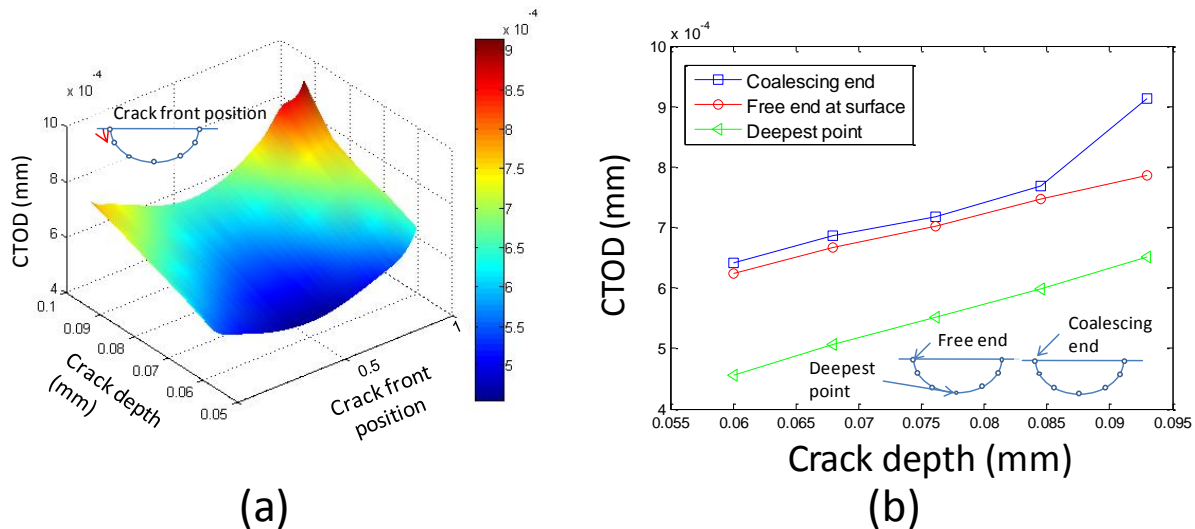 x 10⁻⁴
10
8
6
4
CTOD (mm)
Crack front position
0.1
0.09
0.08
0.07
0.06
0.05
Crack depth
(mm)
0.5
1
Crack front
position
x 10⁻⁴
9
8.5
8
7.5
7
6.5
6
5.5
5
(a)
x 10⁻⁴
10
9
8
7
6
5
4
CTOD (mm)
Coalescing end
Free end at surface
Deepest point
Free end
Deepest
point
Coalescing
end
0.055 0.06 0.065 0.07 0.075 0.08 0.085 0.09 0.095
Crack depth (mm)
(b)